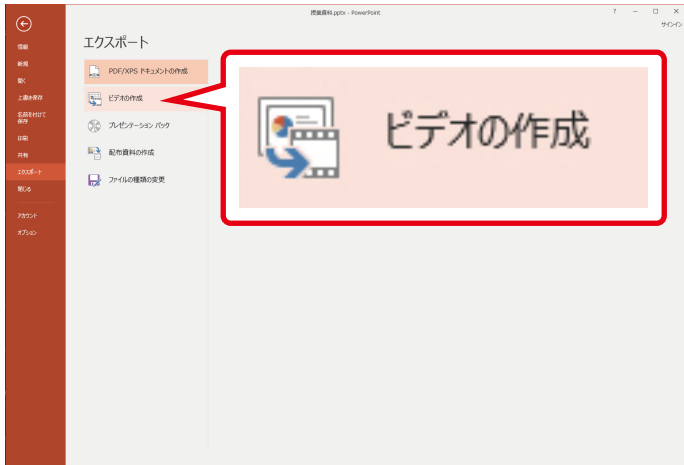 授業資料.pptx - PowerPoint
?
サインイン
情報
新規
開く
上書き保存
名前を付けて
保存
印刷
共有
エクスポート
閉じる
アカウント
オプション
エクスポート
PDF/XPS ドキュメントの作成
ビデオの作成
プレゼンテーション パック
配布資料の作成
ファイルの種類の変更
ビデオの作成